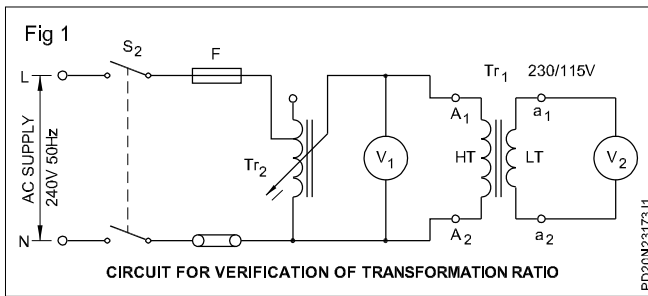 Fig 1
S2
F
L
Tr1 230/115V
A1
a1
AC SUPPLY
240V 50Hz
Tr2
V1
HT
LT
V2
N
A2
a2
CIRCUIT FOR VERIFICATION OF TRANSFORMATION RATIO
PD20N23173J1